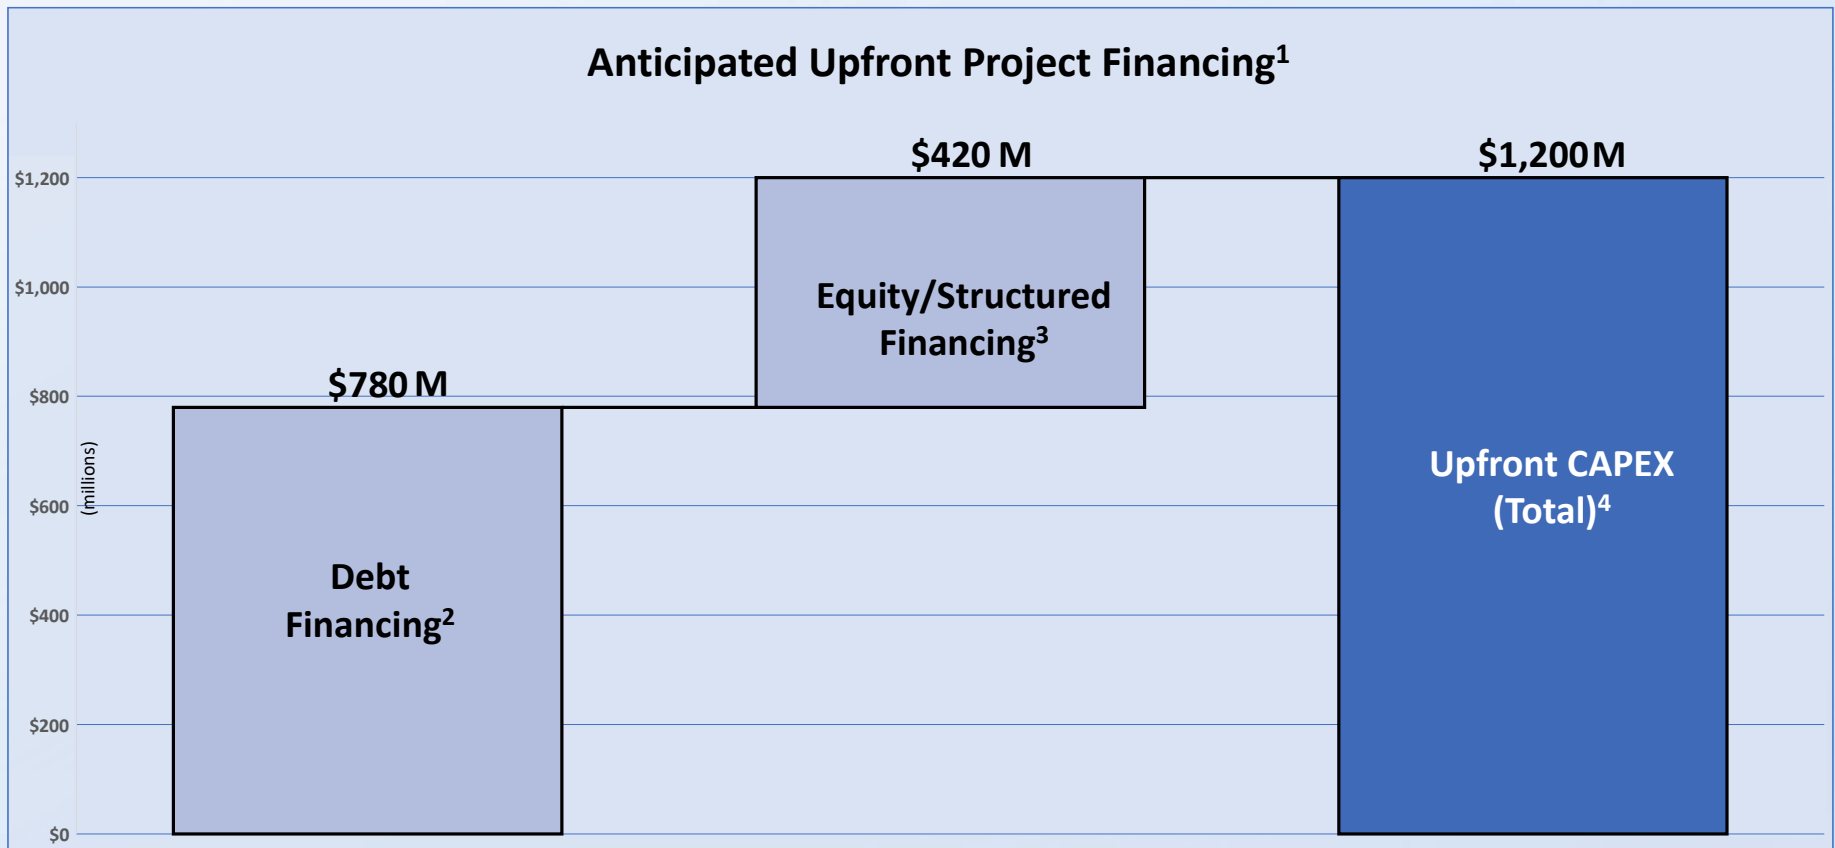 Anticipated Upfront Project Financing¹
$420 M
$1,200 M
$1,200
$1,000
Equity/Structured
Financing³
$780 M
$800
(millions)
Upfront CAPEX
(Total)⁴
$600
Debt
Financing²
$400
$200
$0